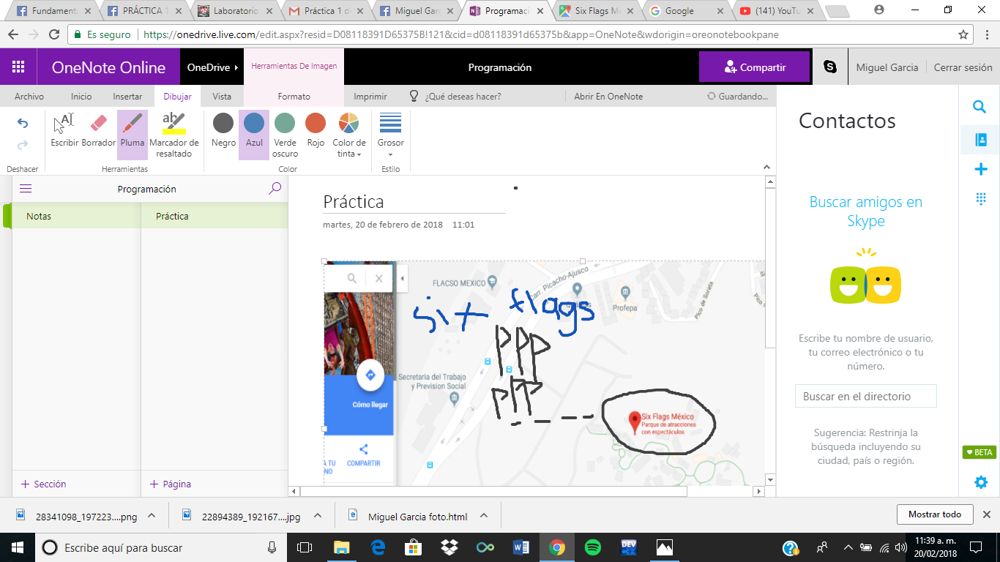 Fundament
PRÁCTICA 1
Laboratorio
Práctica 1 d
Miguel Garc
Programaci
Six Flags M
Google
(141) YouTu
Es seguro
https://onedrive.live.com/edit.aspx?resid=D08118391D65375B!121&cid=d08118391d65375b&app=OneNote&wdorigin=oreonotebookpane
OneNote Online
OneDrive
Herramientas De Imagen
Programación
Compartir
Miguel Garcia
Cerrar sesión
Archivo
Inicio
Insertar
Dibujar
Vista
Formato
Imprimir
¿Qué deseas hacer?
Abrir En OneNote
Guardando...
Escribir
Borrador
Pluma
Marcador de
resaltado
Negro
Azul
Verde
oscuro
Rojo
Color de
tinta
Grosor
Deshacer
Herramientas
Color
Estilo
Programación
Notas
Práctica
Práctica
martes, 20 de febrero de 2018 11:01
FLACSO MEXICO
Carr. Picacho-Ajusco
Profepa
Pico de Sorata
six flags
Secretaria del Trabajo
y Prevision Social
Cómo llegar
Six Flags México
Parque de atracciones
con espectáculos
A TU
NO
COMPARTIR
Sección
Página
Contactos
Buscar amigos en
Skype
Escribe tu nombre de usuario,
tu correo electrónico o tu
número.
Buscar en el directorio
Sugerencia: Restrinja la
búsqueda incluyendo su
ciudad, país o región.
BETA
28341098_197223....png
22894389_192167....jpg
Miguel Garcia foto.html
Mostrar todo
Escribe aquí para buscar
DEV
11:39 a. m.
20/02/2018